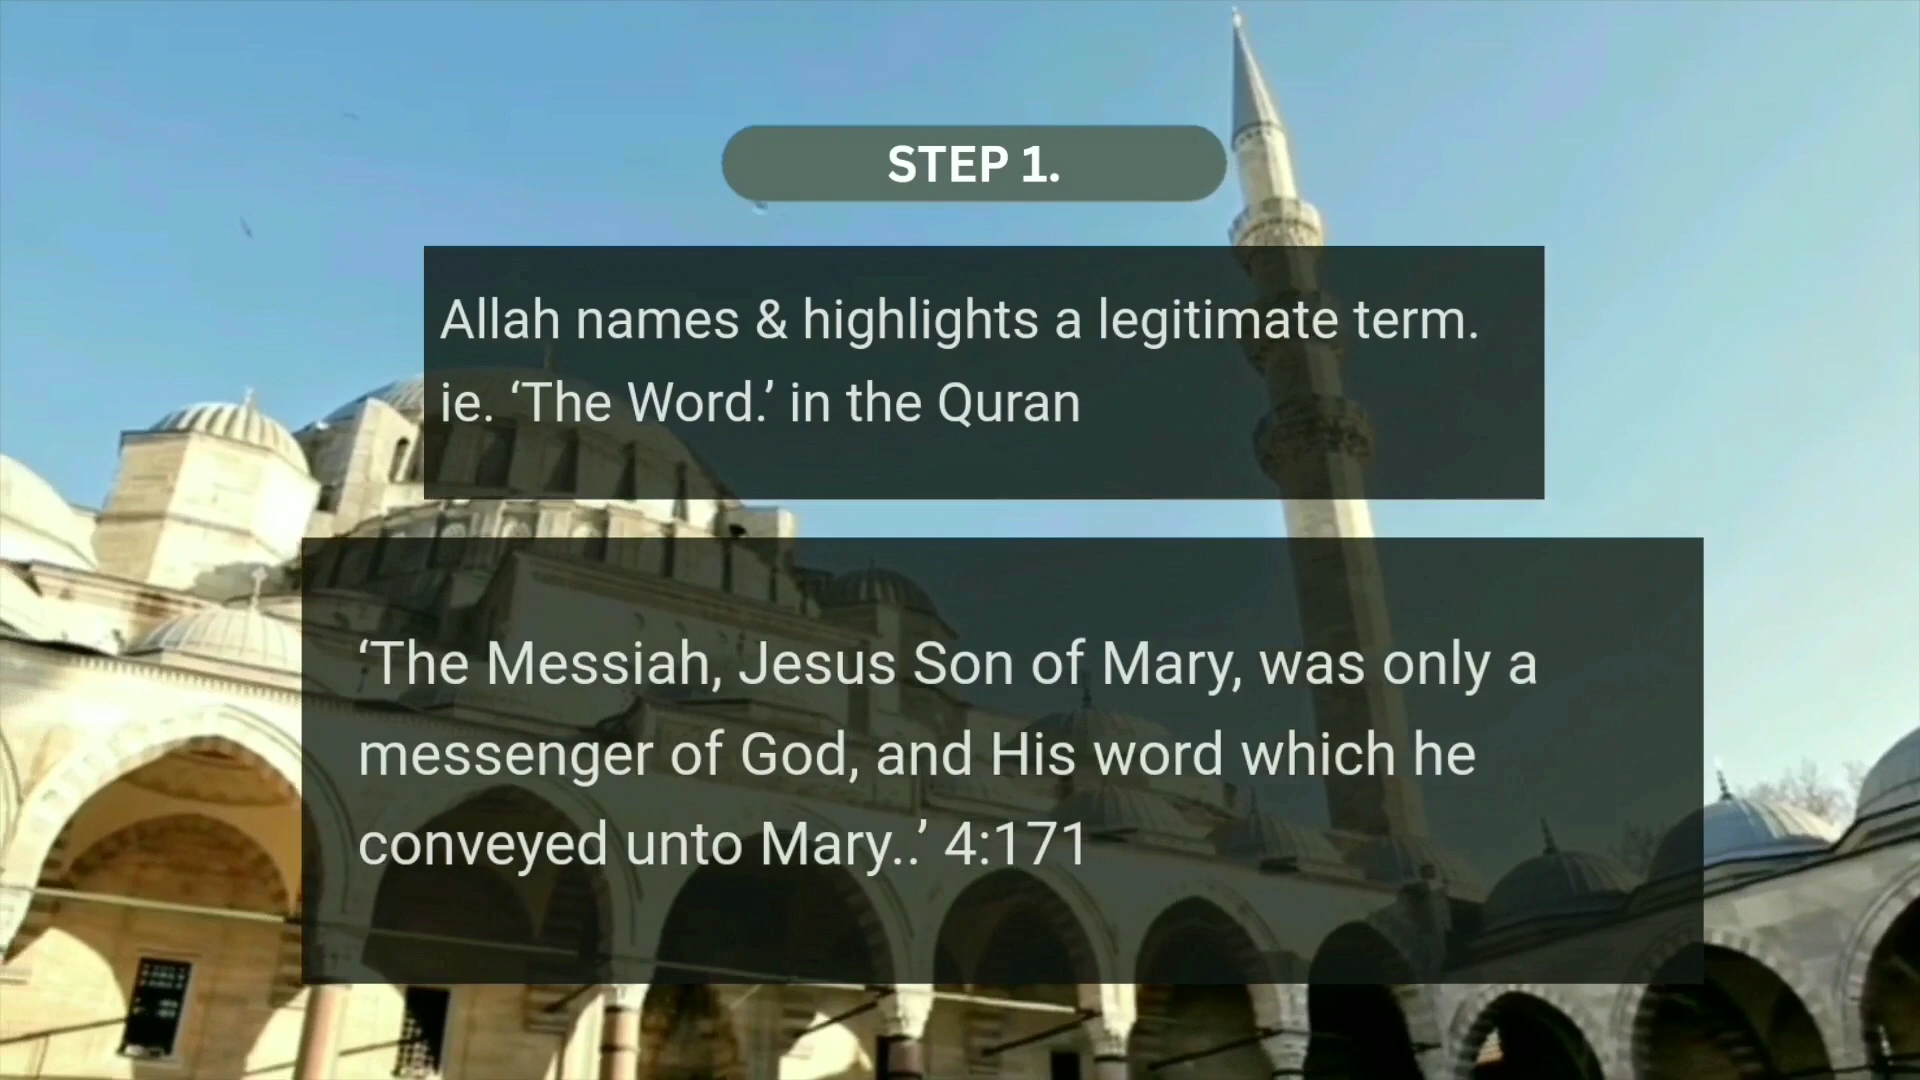 STEP 1.
Allah names & highlights a legitimate term.
ie. ‘The Word.’ in the Quran
‘The Messiah, Jesus Son of Mary, was only a
messenger of God, and His word which he
conveyed unto Mary..’ 4:171